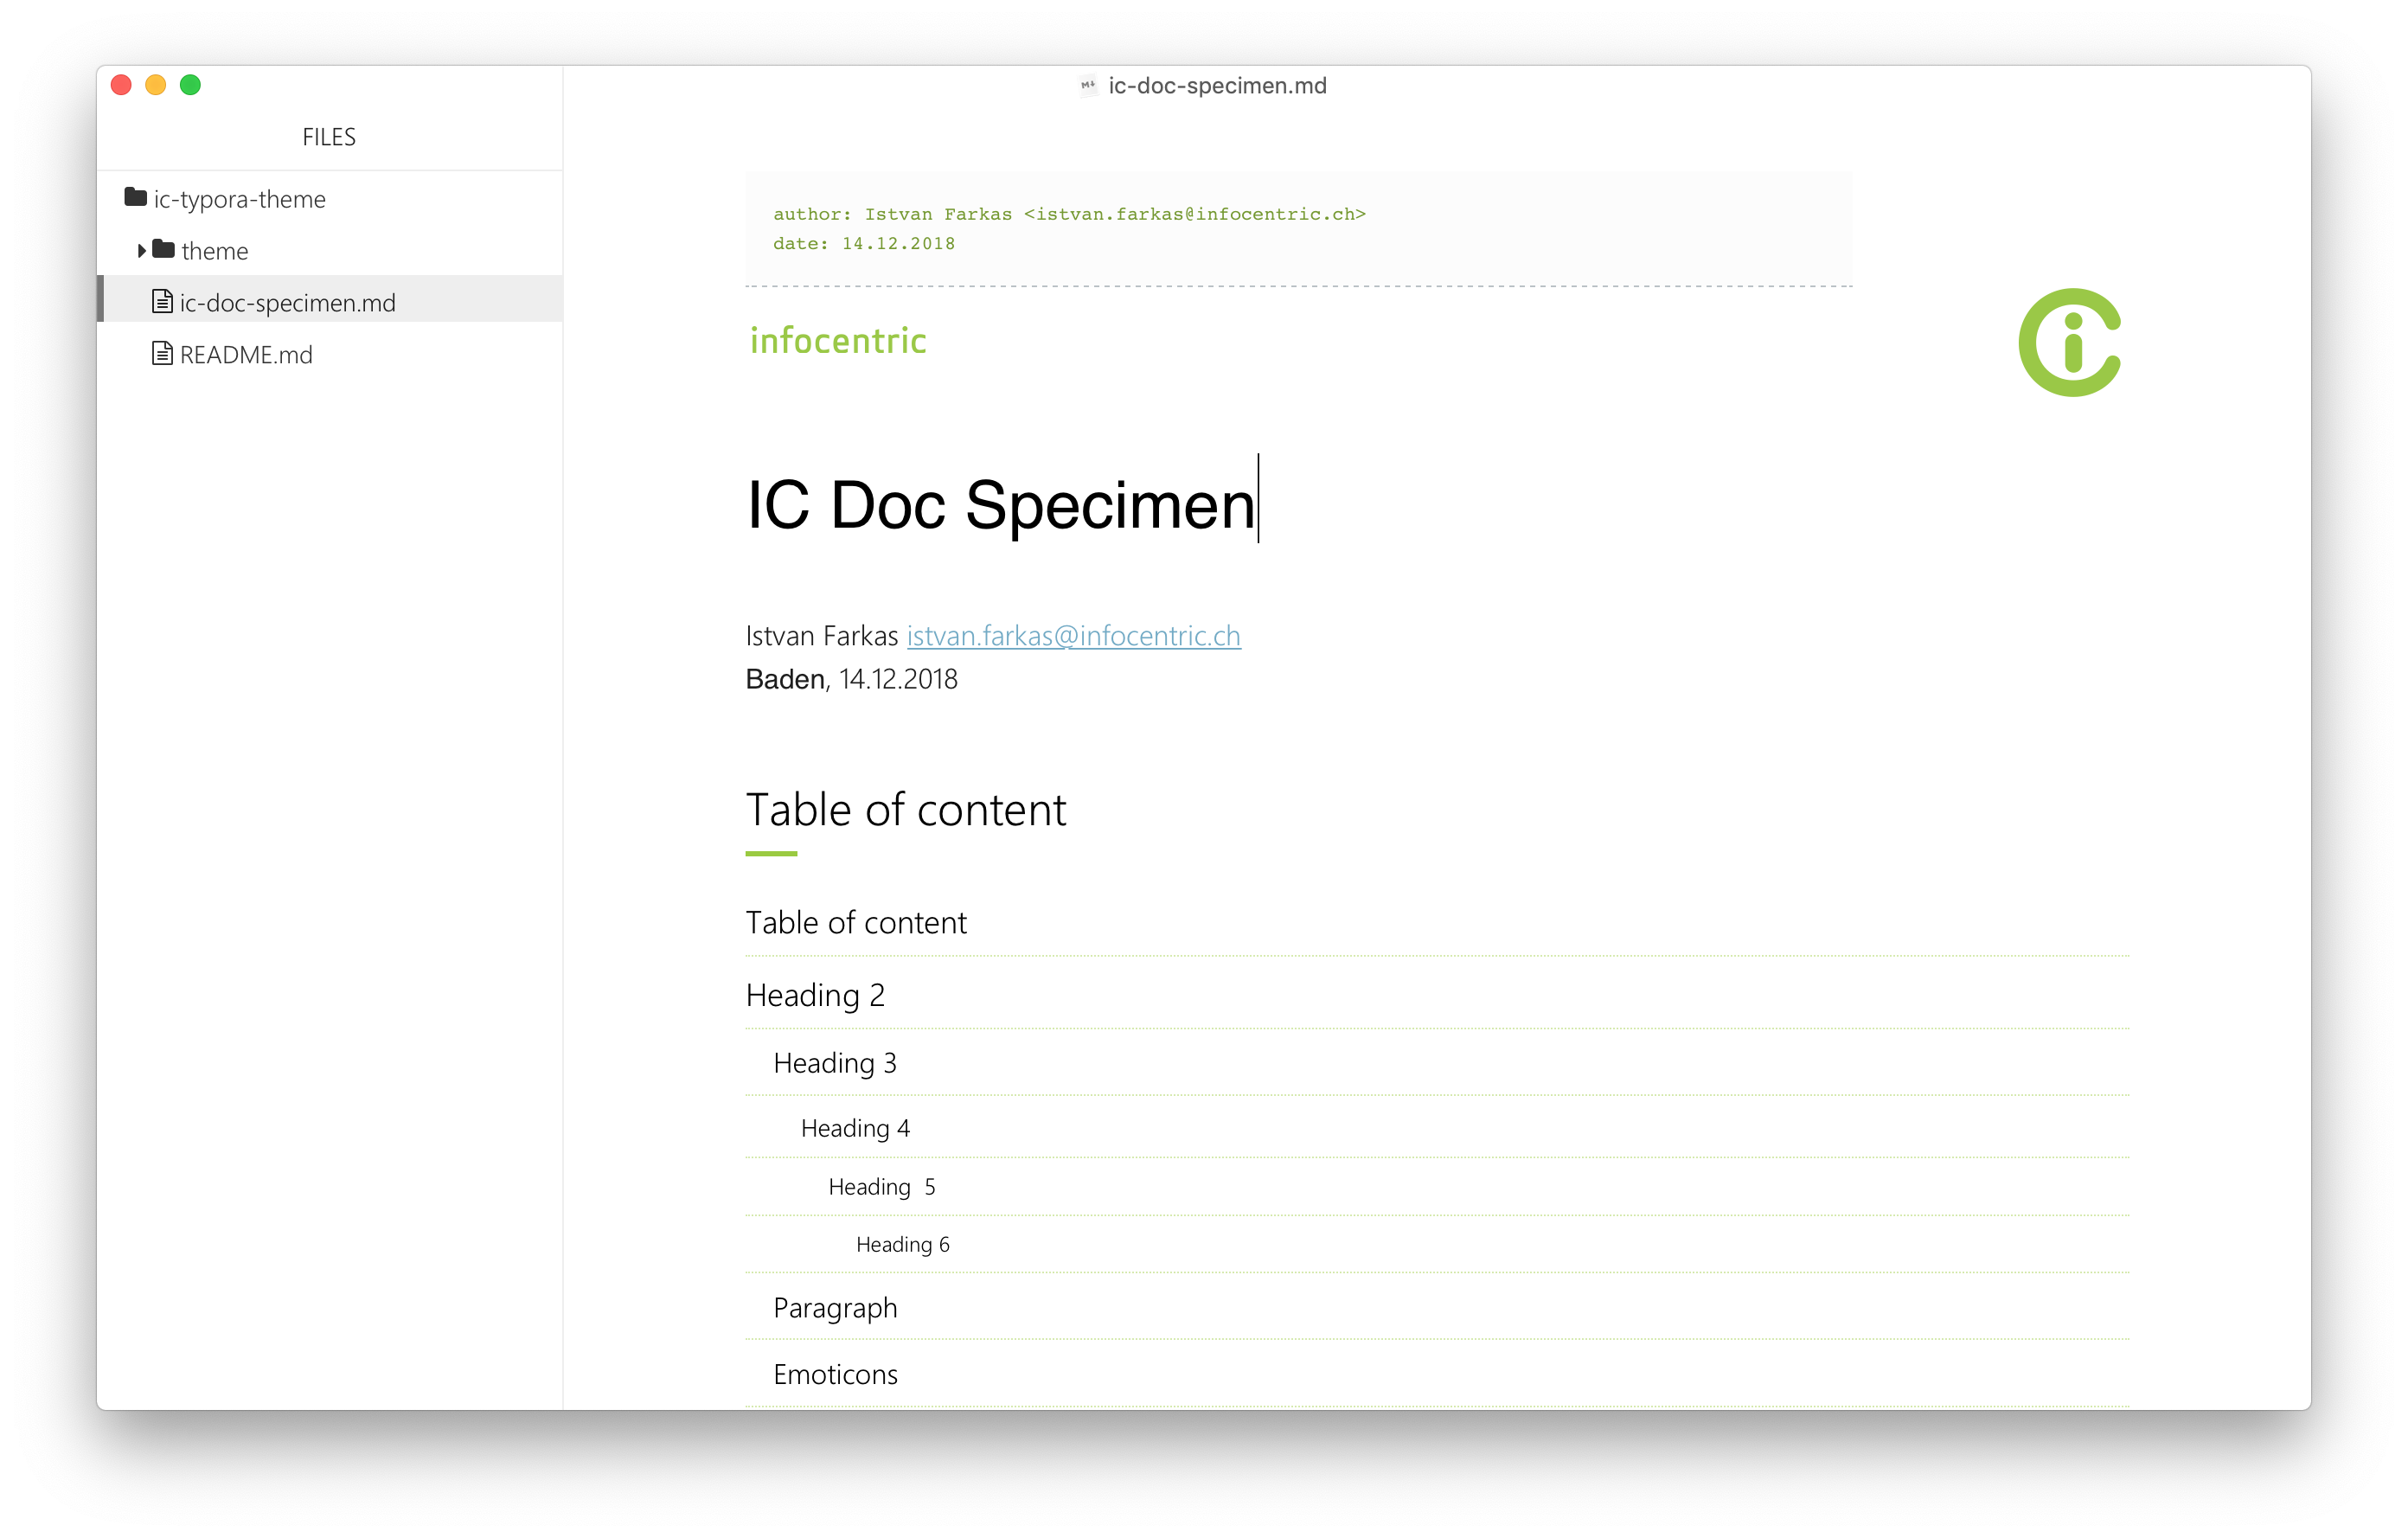 ic-doc-specimen.md
FILES
ic-typora-theme
theme
ic-doc-specimen.md
README.md
author: Istvan Farkas <istvan.farkas@infocentric.ch>
date: 14.12.2018
infocentric
IC Doc Specimen
Istvan Farkas istvan.farkas@infocentric.ch
Baden, 14.12.2018
Table of content
Table of content
Heading 2
Heading 3
Heading 4
Heading  5
Heading 6
Paragraph
Emoticons